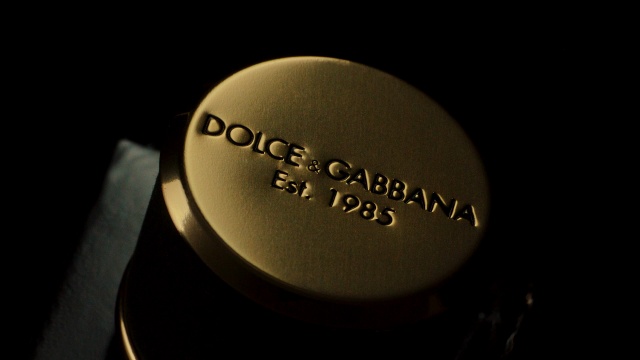 DOLCE & GABBANA
Est. 1985